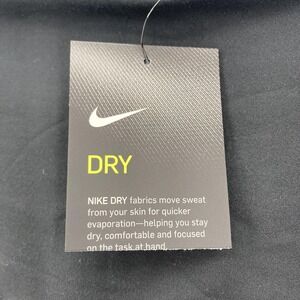 DRY
NIKE DRY fabrics move sweat
from your skin for quicker
evaporation—helping you stay
dry, comfortable and focused
on the task at hand.